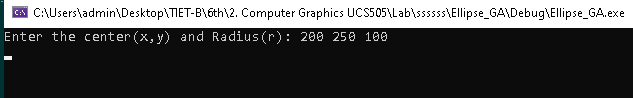 C:\Users\admin\Desktop\TIET-B\6th\2. Computer Graphics UCS505\Lab\ssssss\Ellipse_GA\Debug\Ellipse_GA.exe
Enter the center(x,y) and Radius(r): 200 250 100